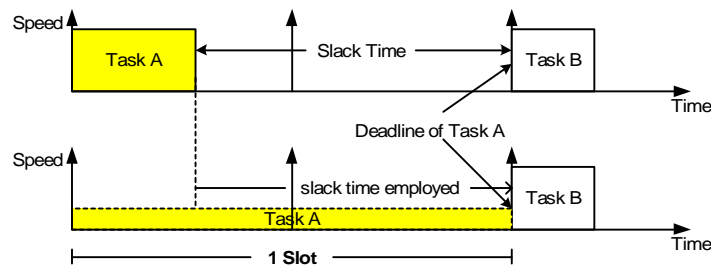 Speed
Task A
Slack Time
Task B
Time
Deadline of Task A
Speed
slack time employed
Task B
Task A
Time
1 Slot